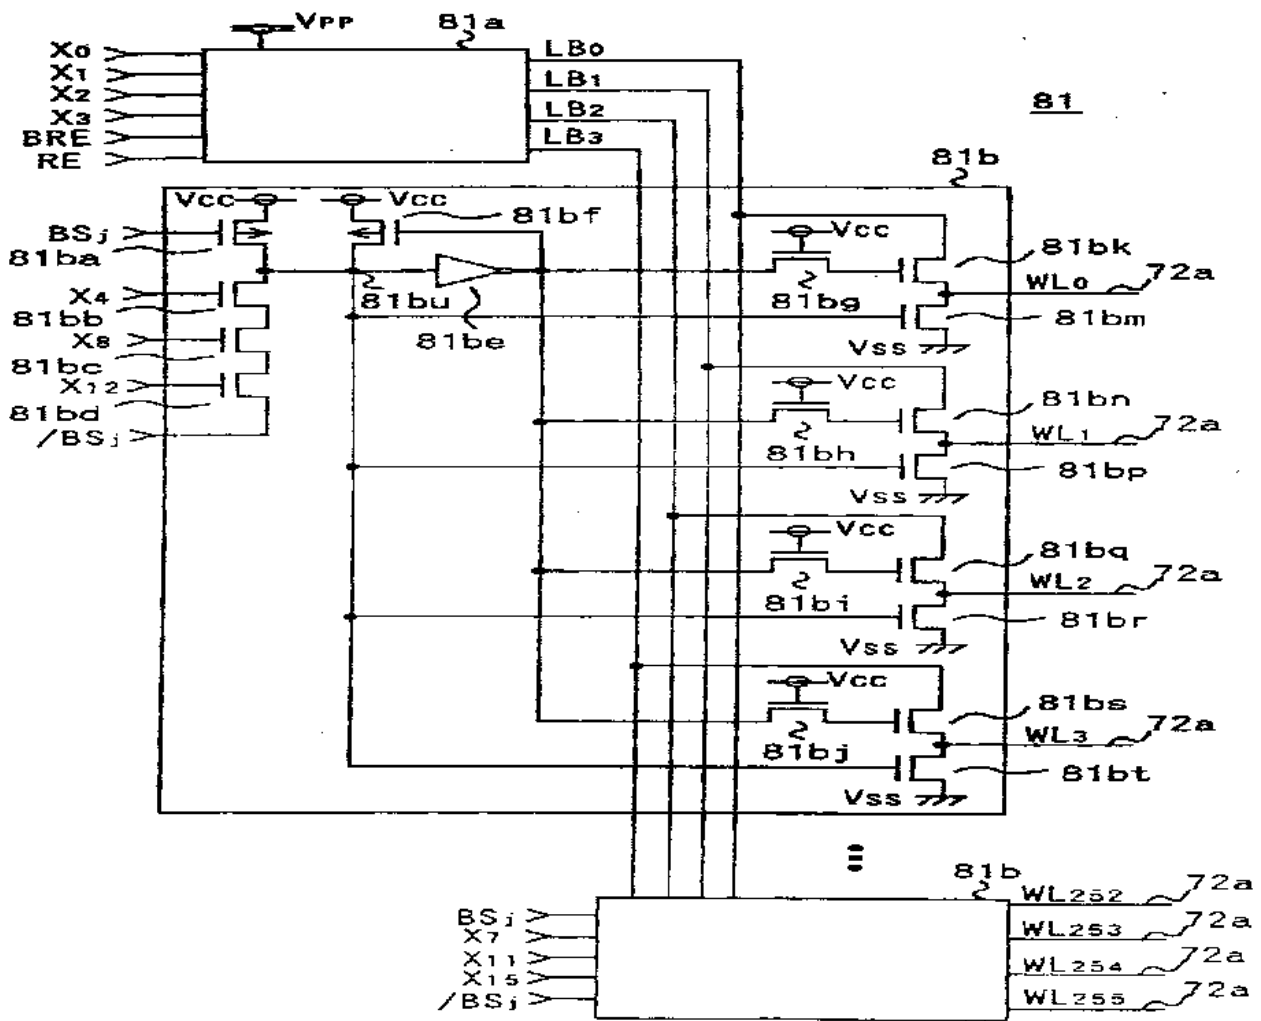 VPP
81a
X0
X1
X2
X3
BRE
RE
LB0
LB1
LB2
LB3
81
81b
Vcc
Vcc
81bf
BSj
81ba
X4
81bb
X8
81bc
X12
81bd
/BSj
81bu
81be
Vcc
81bg
81bk
WL0
72a
81bm
Vss
Vcc
81bh
81bn
WL1
72a
81bp
Vss
Vcc
81bi
81bq
WL2
72a
81br
Vss
Vcc
81bj
81bs
WL3
72a
81bt
Vss
81b
BSj
X7
X11
X15
/BSj
WL252
72a
WL253
72a
WL254
72a
WL255
72a